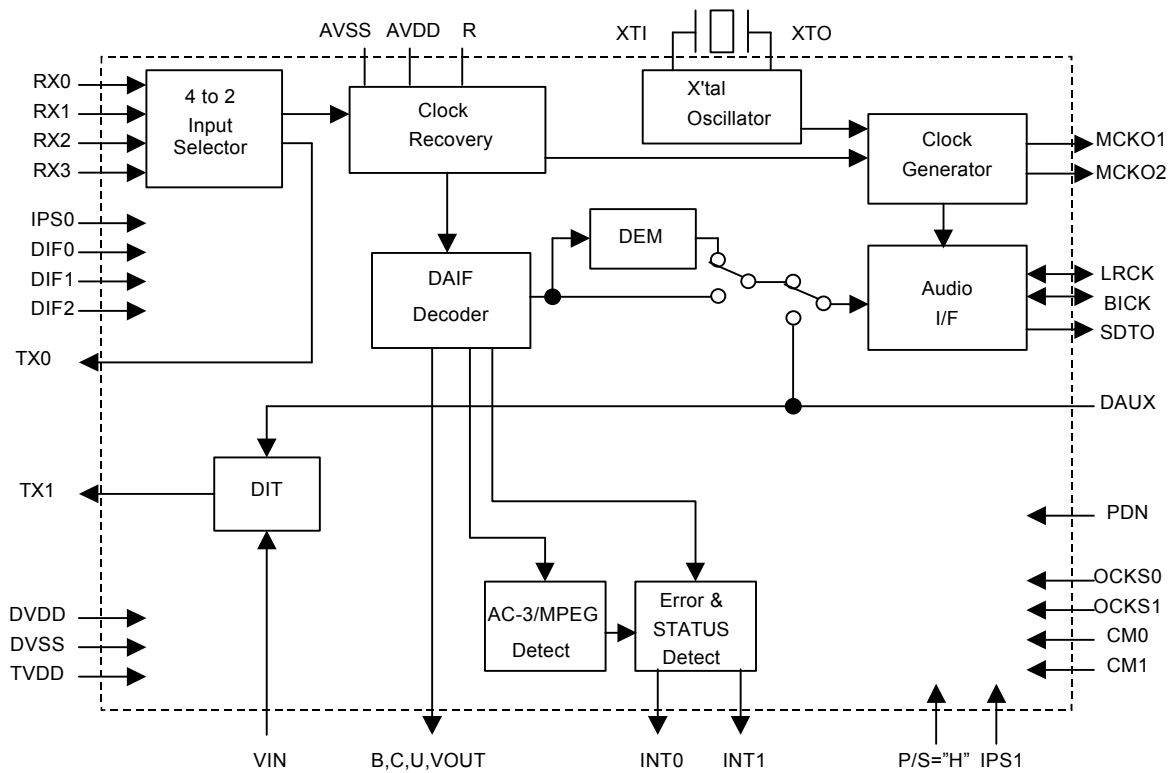 AVSS AVDD R
XTI XTO
RX0
RX1
RX2
RX3
4 to 2
Input
Selector
Clock
Recovery
X'tal
Oscillator
Clock
Generator
MCKO1
MCKO2
IPS0
DIF0
DIF1
DIF2
DEM
DAIF
Decoder
Audio
I/F
LRCK
BICK
SDTO
TX0
DAUX
TX1
DIT
PDN
OCKS0
OCKS1
CM0
CM1
AC-3/MPEG
Detect
Error &
STATUS
Detect
DVDD
DVSS
TVDD
VIN
B,C,U,VOUT
INT0
INT1
P/S="H"
IPS1